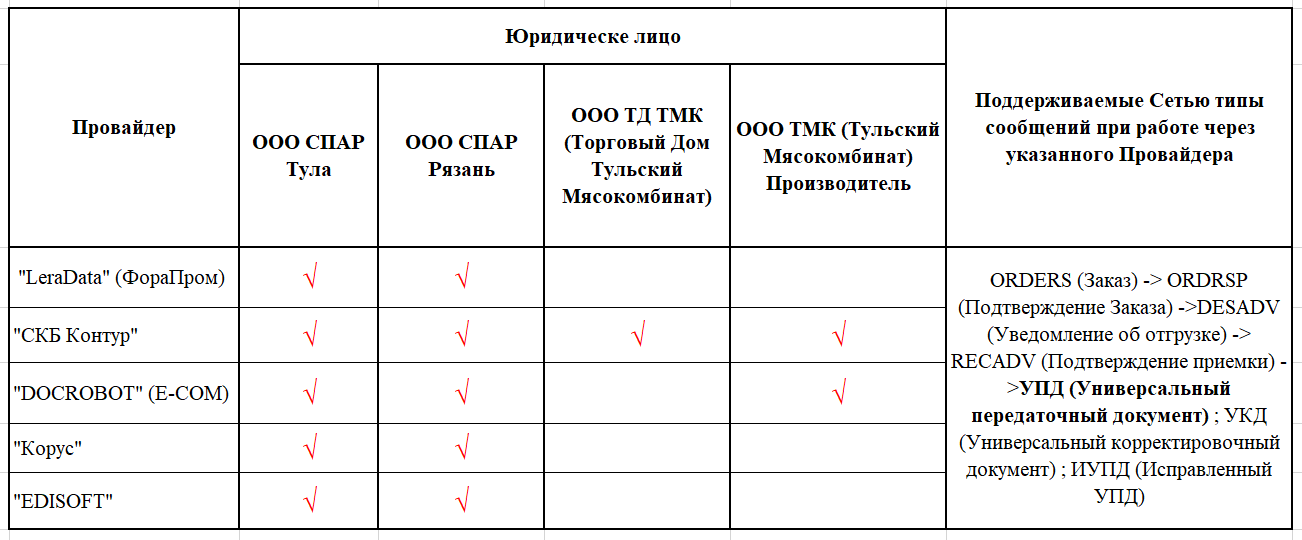 Провайдер
Юридическе лицо
Поддерживаемые Сетью типы
сообщений при работе через
указанного Провайдера
ООО СПАР
Тула
ООО СПАР
Рязань
ООО ТД ТМК
(Торговый Дом
Тульский
Мясокомбинат)
ООО ТМК (Тульский
Мясокомбинат)
Производитель
"LeraData" (ФораПром) √ √
"СКБ Контур" √ √ √ √
"DOCROBOT" (E-COM) √ √ √
"Корус" √ √
"EDISOFT" √ √
ORDERS (Заказ) -> ORDRSP
(Подтверждение Заказа) ->DESADV
(Уведомление об отгрузке) ->
RECADV (Подтверждение приемки) -
>УПД (Универсальный
передаточный документ) ; УКД
(Универсальный корректировочный
документ) ; ИУПД (Исправленный
УПД)